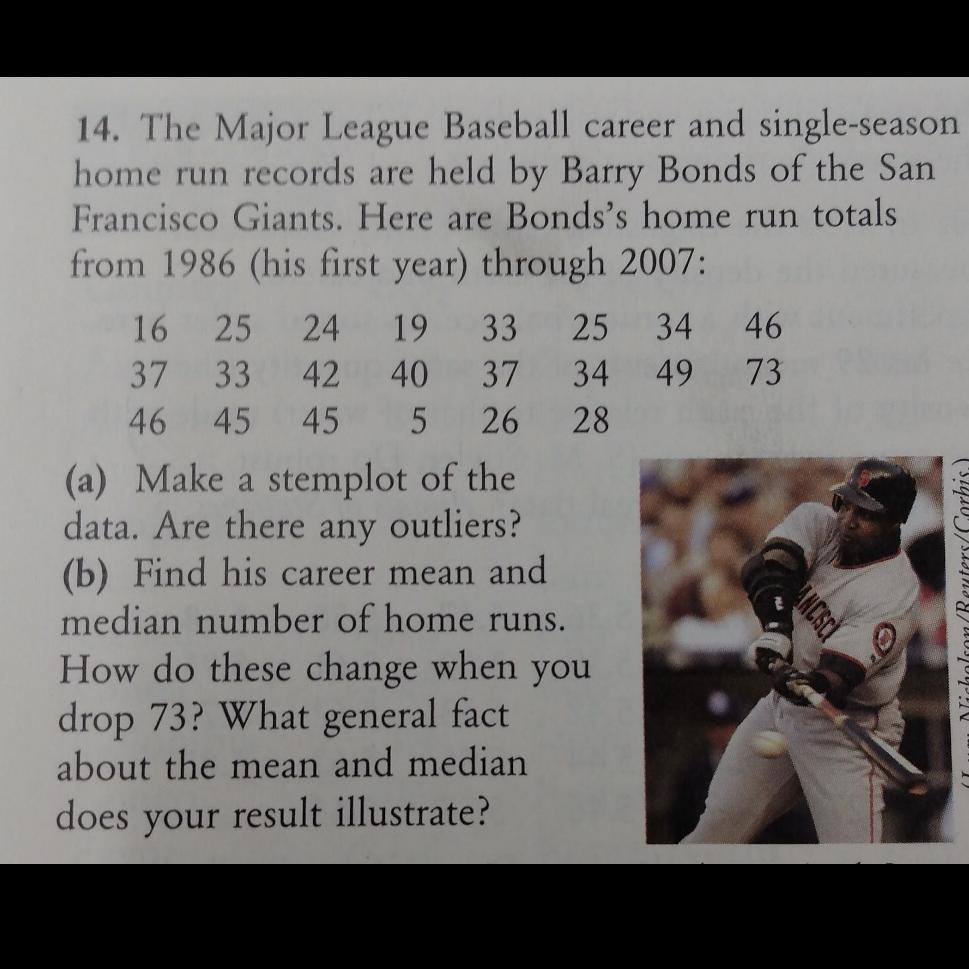 14. The Major League Baseball career and single-season
home run records are held by Barry Bonds of the San
Francisco Giants. Here are Bonds's home run totals
from 1986 (his first year) through 2007:
16 25 24 19 33 25 34 46
37 33 42 40 37 34 49 73
46 45 45 5 26 28
(a) Make a stemplot of the
data. Are there any outliers?
(b) Find his career mean and
median number of home runs.
How do these change when you
drop 73? What general fact
about the mean and median
does your result illustrate?
Nicholson/Reuters/Corbis)
ANCISC